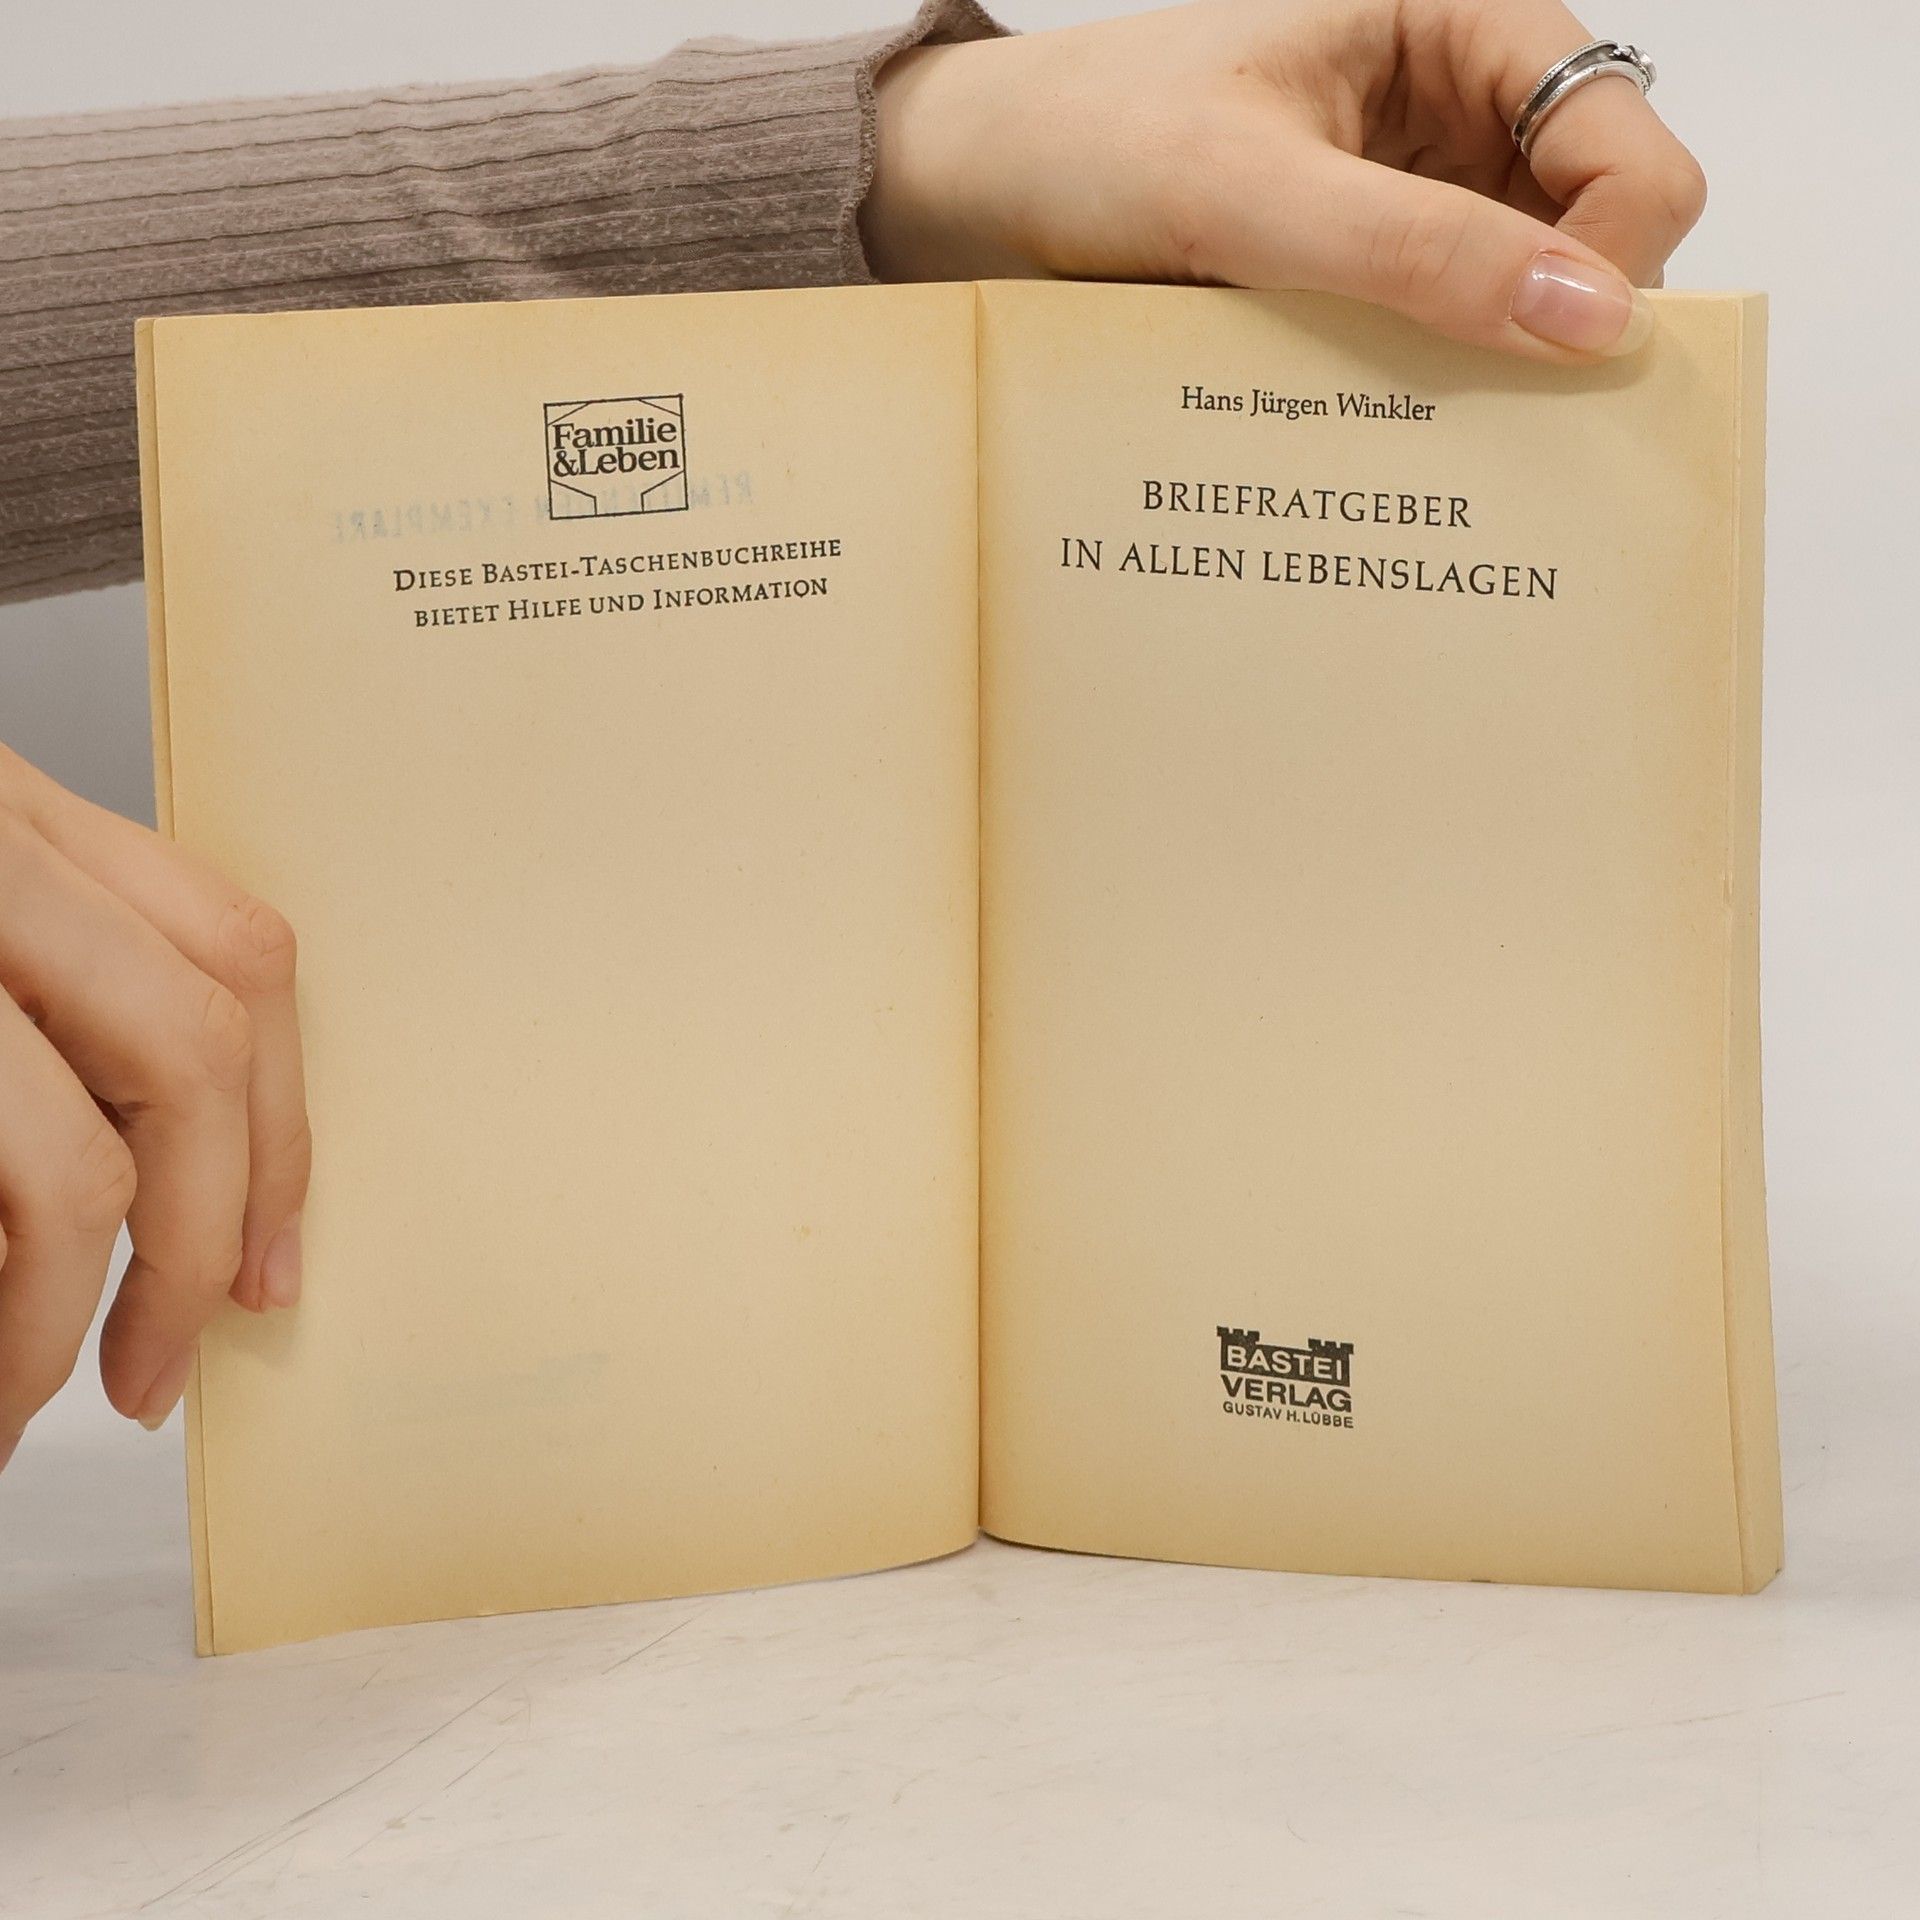 Familie
&Leben
DIESE BASTEI-TASCHENBUCHREIHE
BIETET HILFE UND INFORMATION
Hans Jürgen Winkler
BRIEFRATGEBER
IN ALLEN LEBENSLAGEN
BASTEI
VERLAG
GUSTAV H. LÜBBE